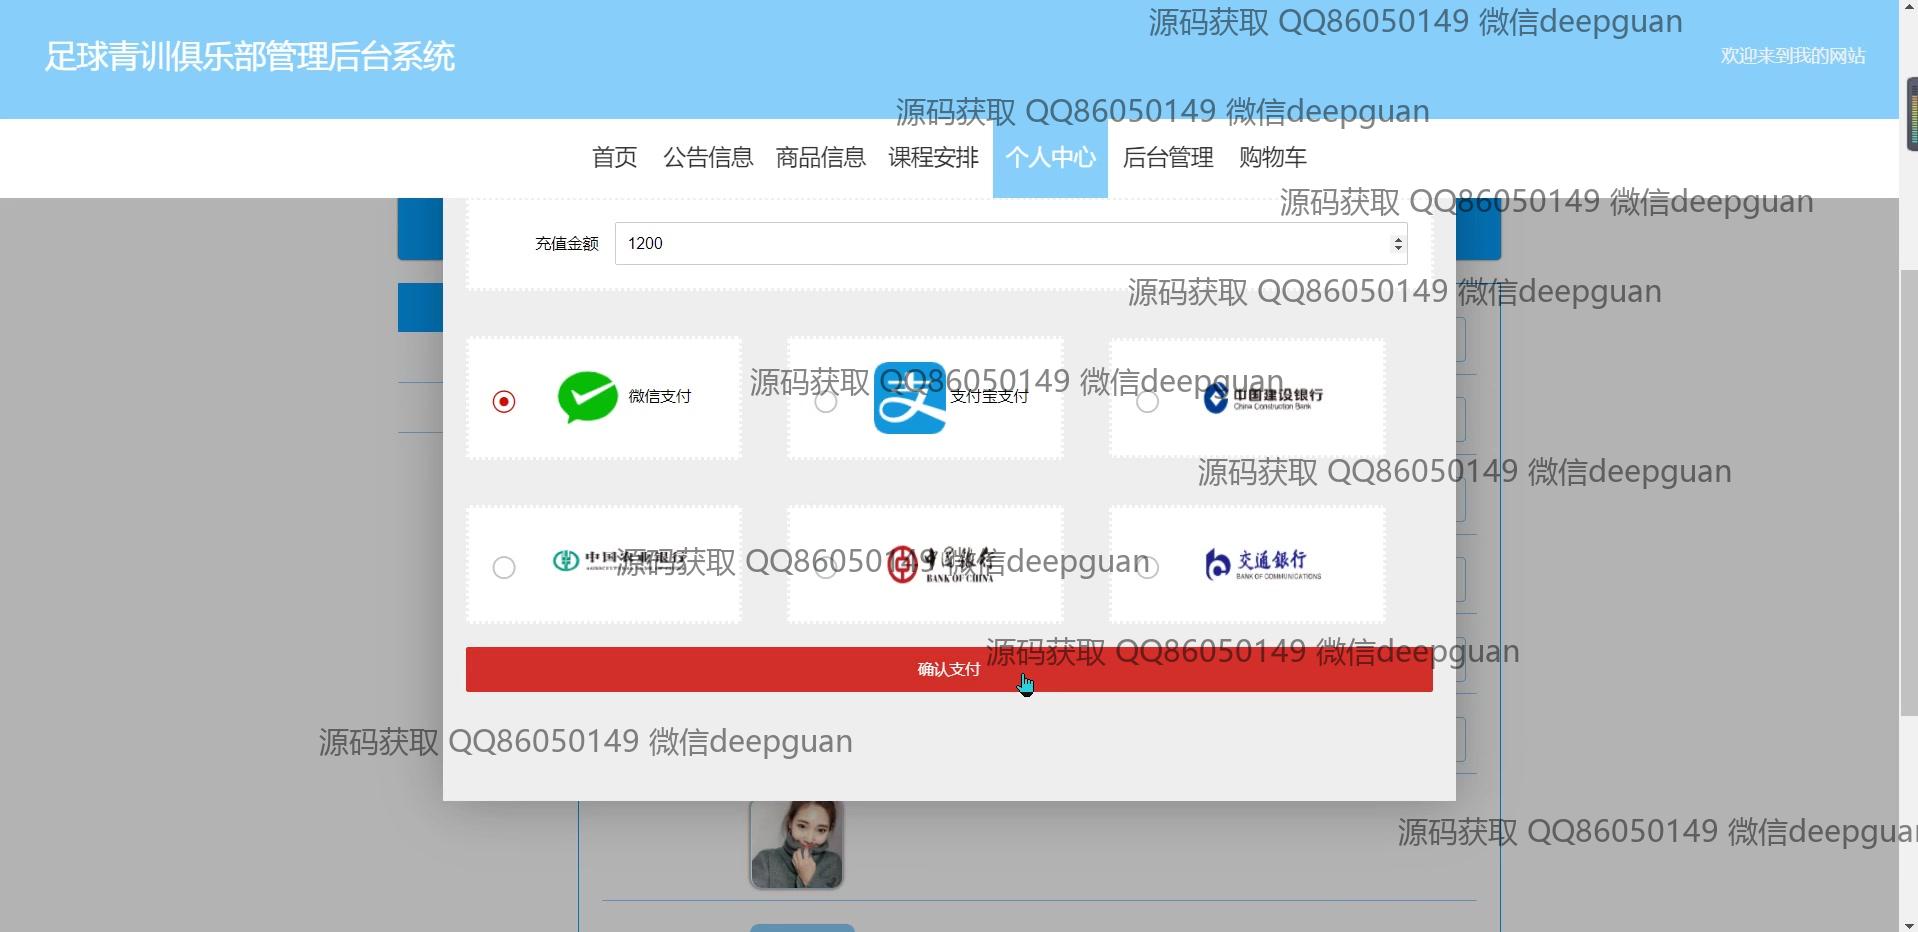 源码获取 QQ86050149 微信deepguan
足球青训俱乐部管理后台系统
欢迎来到我的网站
源码获取 QQ86050149 微信deepguan
首页 公告信息 商品信息 课程安排 个人中心 后台管理 购物车
源码获取 QQ86050149 微信deepguan
充值金额 1200
源码获取 QQ86050149 微信deepguan
源码获取 QQ86050149 微信deepguan
微信支付 支付宝支付 中国建设银行
China Construction Bank
源码获取 QQ86050149 微信deepguan
中国农业银行 中国银行 交通银行
BANK OF CHINA BANK OF COMMUNICATIONS
源码获取 QQ86050149 微信deepguan
源码获取 QQ86050149 微信deepguan
确认支付
源码获取 QQ86050149 微信deepguan
源码获取 QQ86050149 微信deepguan